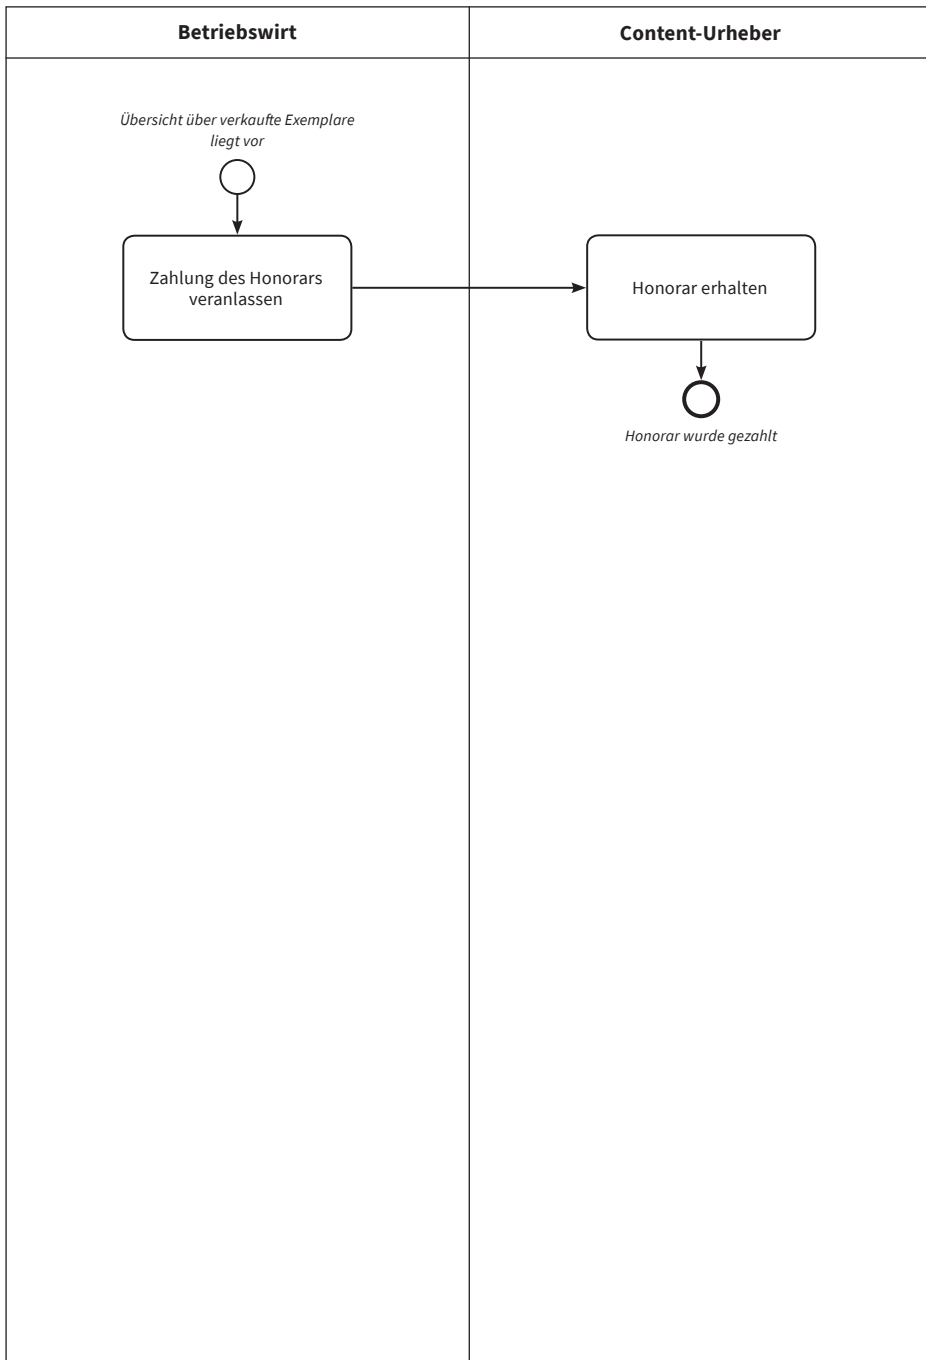 Betriebswirt
Content-Urheber
Übersicht über verkaufte Exemplare
liegt vor
Zahlung des Honorars
veranlassen
Honorar erhalten
Honorar wurde gezahlt